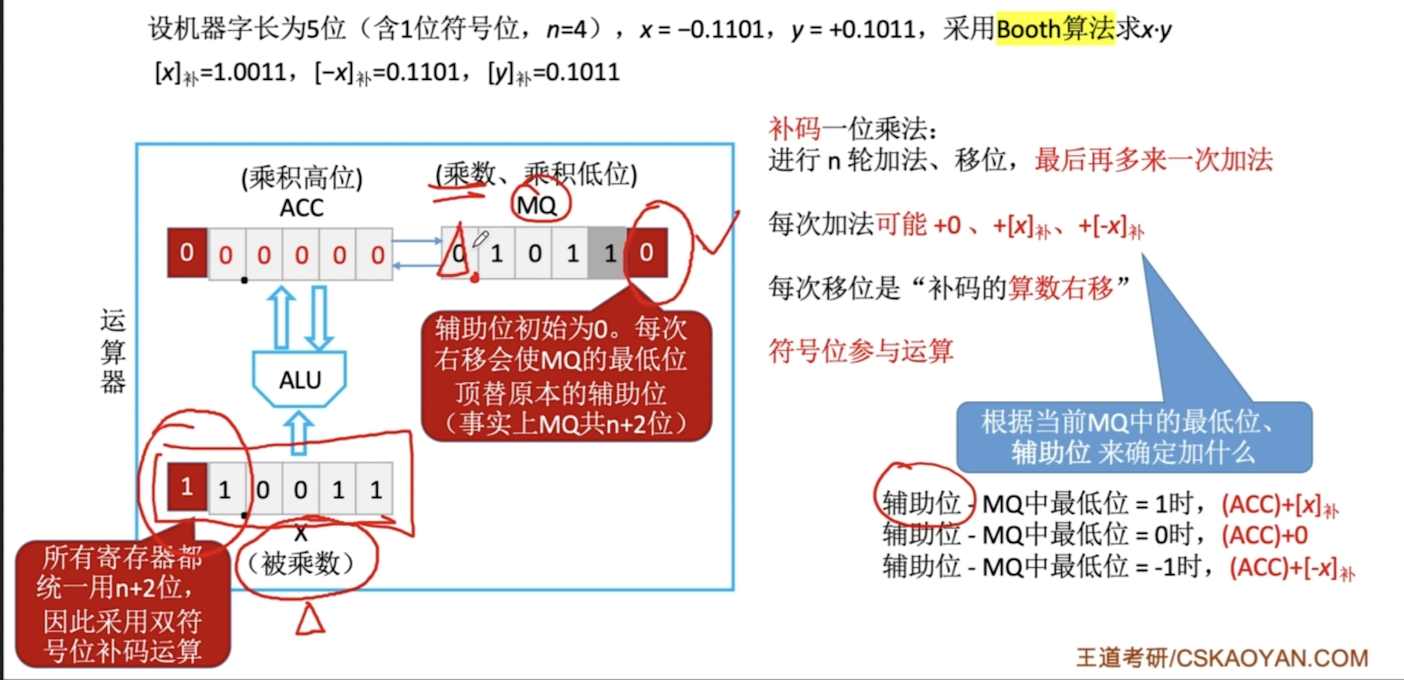 设机器字长为5位（含1位符号位，n=4），x = −0.1101，y = +0.1011，采用Booth算法求x·y
[x]补=1.0011，[−x]补=0.1101，[y]补=0.1011
补码一位乘法：
进行 n 轮加法、移位，最后再多来一次加法
每次加法可能 +0 、+[x]补、+[-x]补
每次移位是“补码的算数右移”
符号位参与运算
根据当前MQ中的最低位、
辅助位 来确定加什么
辅助位 - MQ中最低位 = 1时，(ACC)+[x]补
辅助位 - MQ中最低位 = 0时，(ACC)+0
辅助位 - MQ中最低位 = -1时，(ACC)+[-x]补
运算器
(乘积高位)
ACC
(乘数、乘积低位)
MQ
0 0 0 0 0 0
0 1 0 1 1 0
辅助位初始为0。每次
右移会使MQ的最低位
顶替原本的辅助位
（事实上MQ共n+2位）
ALU
1 1 0 0 1 1
X
（被乘数）
所有寄存器都
统一用n+2位，
因此采用双符
号位补码运算
王道考研/CSKAOYAN.COM